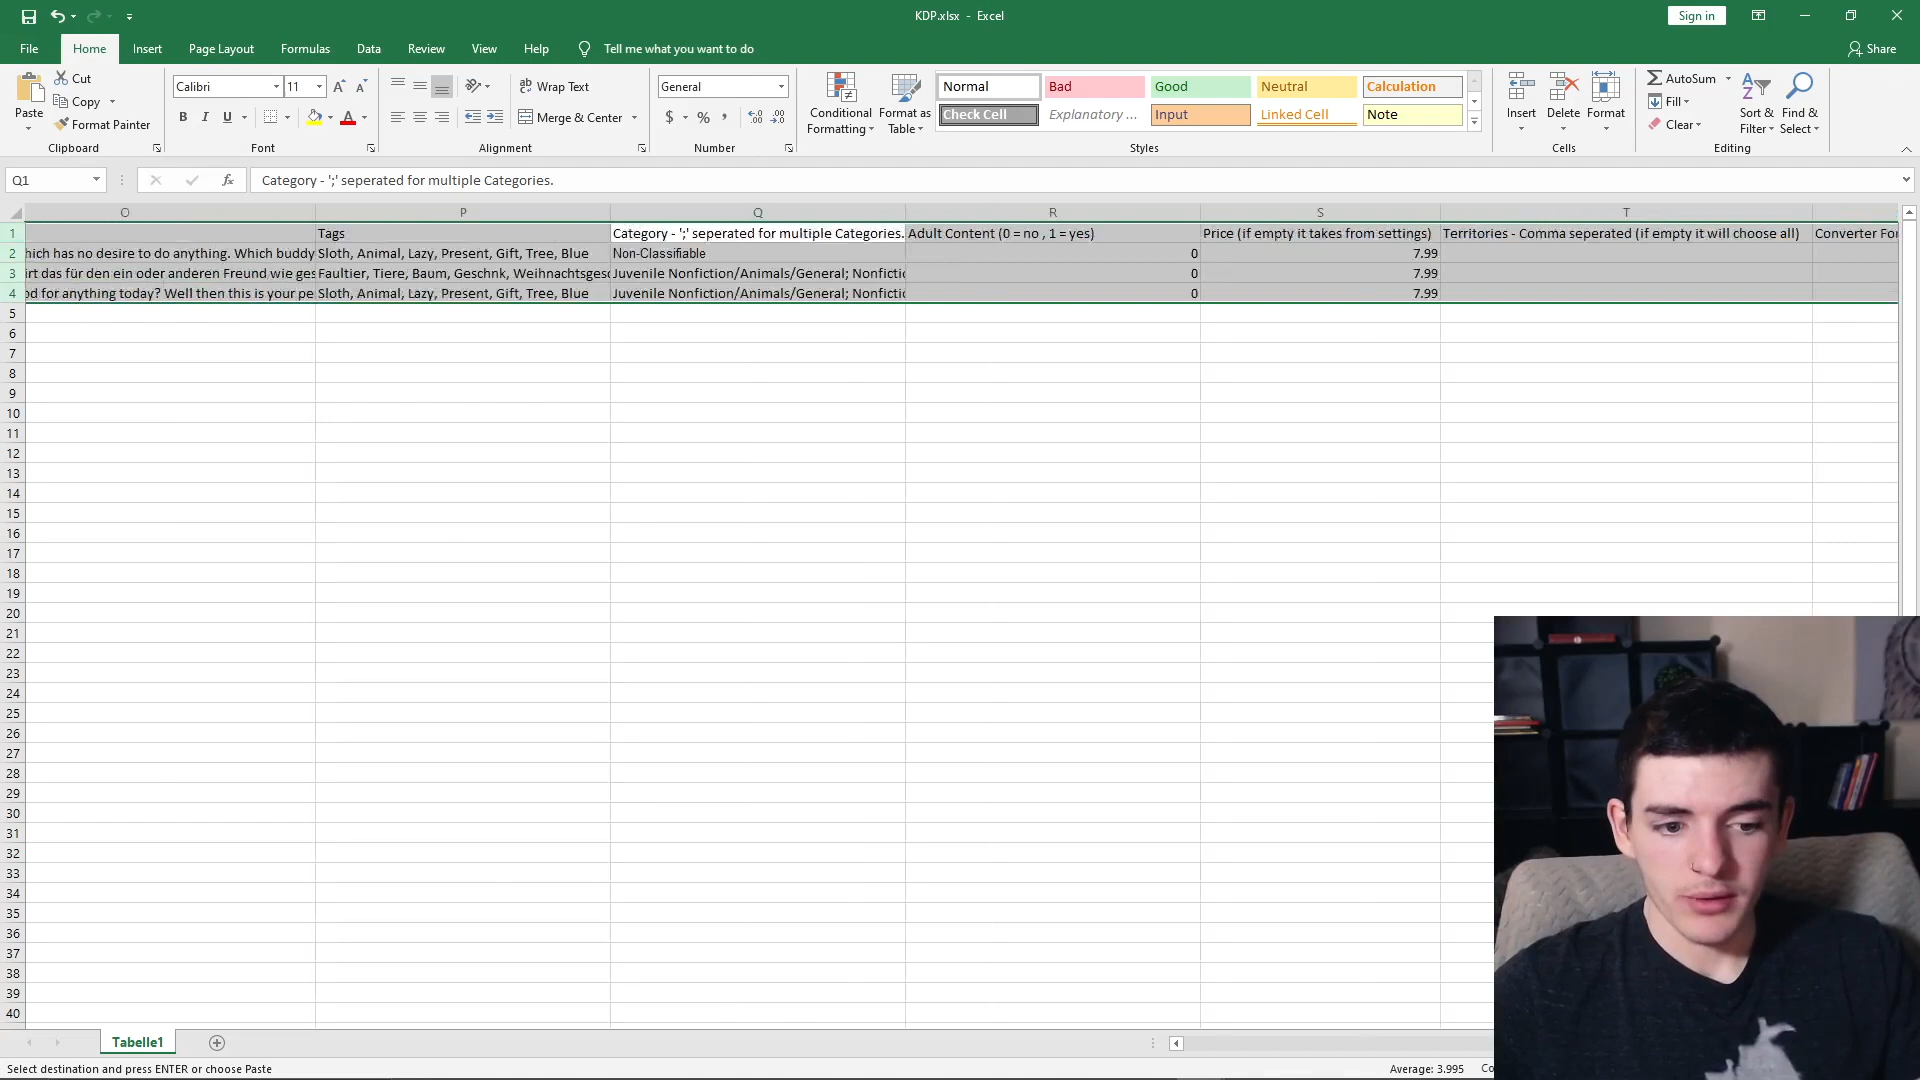 KDP.xlsx - Excel
Sign in
File Home Insert Page Layout Formulas Data Review View Help Tell me what you want to do Share
Paste
Cut
Copy
Format Painter
Clipboard
Calibri 11
B I U
Font
Wrap Text
Merge & Center
Alignment
General
$ % ,
Number
Conditional Formatting
Format as Table
Normal Bad Good Neutral Calculation
Check Cell Explanatory ... Input Linked Cell Note
Styles
Insert Delete Format
Cells
AutoSum
Fill
Clear
Sort & Filter
Find & Select
Editing
Q1 fx Category - ';' seperated for multiple Categories.
O P Q R S T
1 Tags Category - ';' seperated for multiple Categories. Adult Content (0 = no , 1 = yes) Price (if empty it takes from settings) Territories - Comma seperated (if empty it will choose all) Converter For
2 hich has no desire to do anything. Which buddy Sloth, Animal, Lazy, Present, Gift, Tree, Blue Non-Classifiable 0 7.99
3 irt das für den ein oder anderen Freund wie ges Faultier, Tiere, Baum, Geschnk, Weihnachtsgesc Juvenile Nonfiction/Animals/General; Nonfictic 0 7.99
4 od for anything today? Well then this is your pe Sloth, Animal, Lazy, Present, Gift, Tree, Blue Juvenile Nonfiction/Animals/General; Nonfictic 0 7.99
5
6
7
8
9
10
11
12
13
14
15
16
17
18
19
20
21
22
23
24
25
26
27
28
29
30
31
32
33
34
35
36
37
38
39
40
Tabelle1
Select destination and press ENTER or choose Paste Average: 3.995 Co